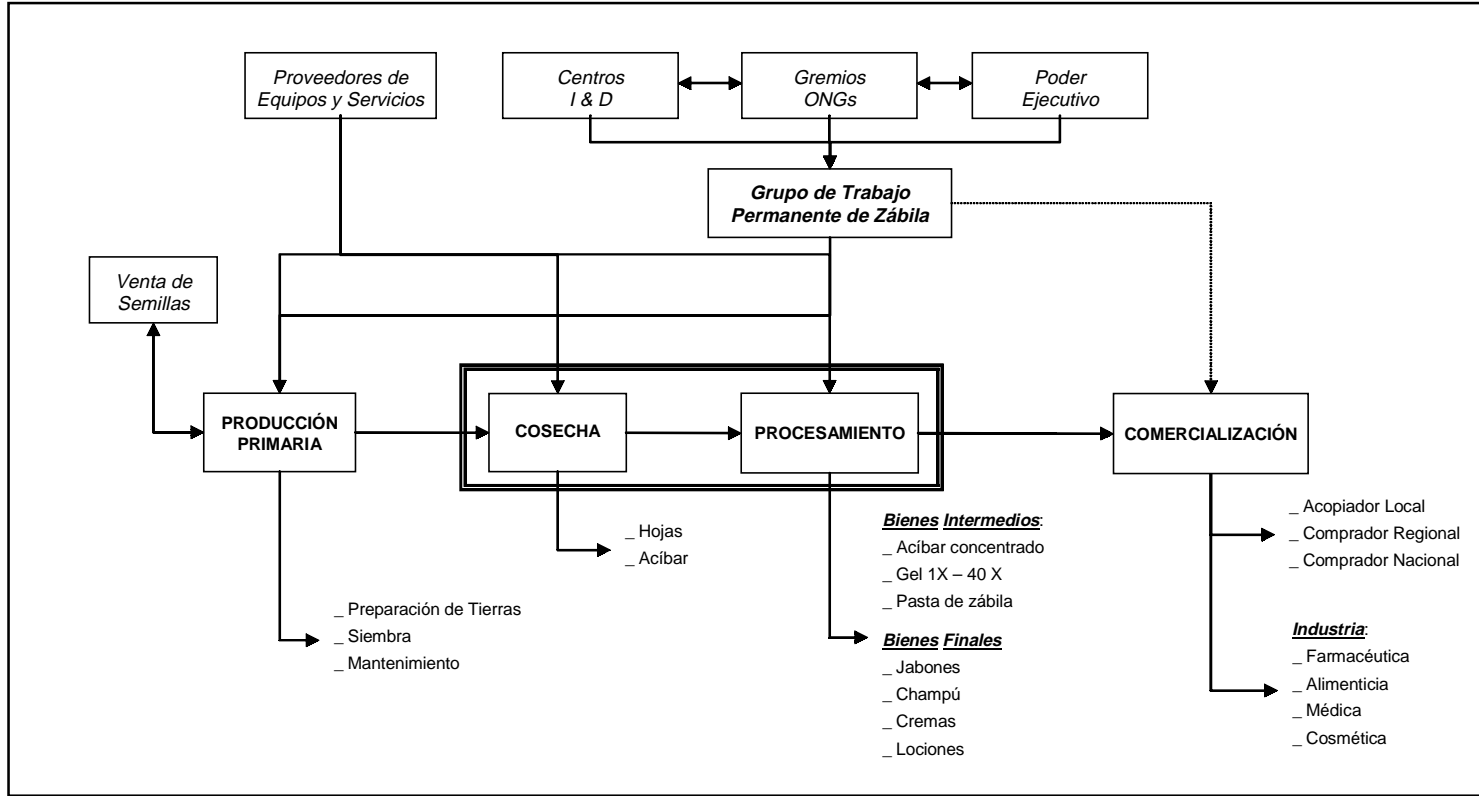 Proveedores de
Equipos y Servicios
Centros
I & D
Gremios
ONGs
Poder
Ejecutivo
Grupo de Trabajo
Permanente de Zábila
Venta de
Semillas
PRODUCCIÓN
PRIMARIA
COSECHA
PROCESAMIENTO
COMERCIALIZACIÓN
_ Preparación de Tierras
_ Siembra
_ Mantenimiento
_ Hojas
_ Acíbar
Bienes Intermedios:
_ Acíbar concentrado
_ Gel 1X – 40 X
_ Pasta de zábila
Bienes Finales
_ Jabones
_ Champú
_ Cremas
_ Lociones
_ Acopiador Local
_ Comprador Regional
_ Comprador Nacional
Industria:
_ Farmacéutica
_ Alimenticia
_ Médica
_ Cosmética